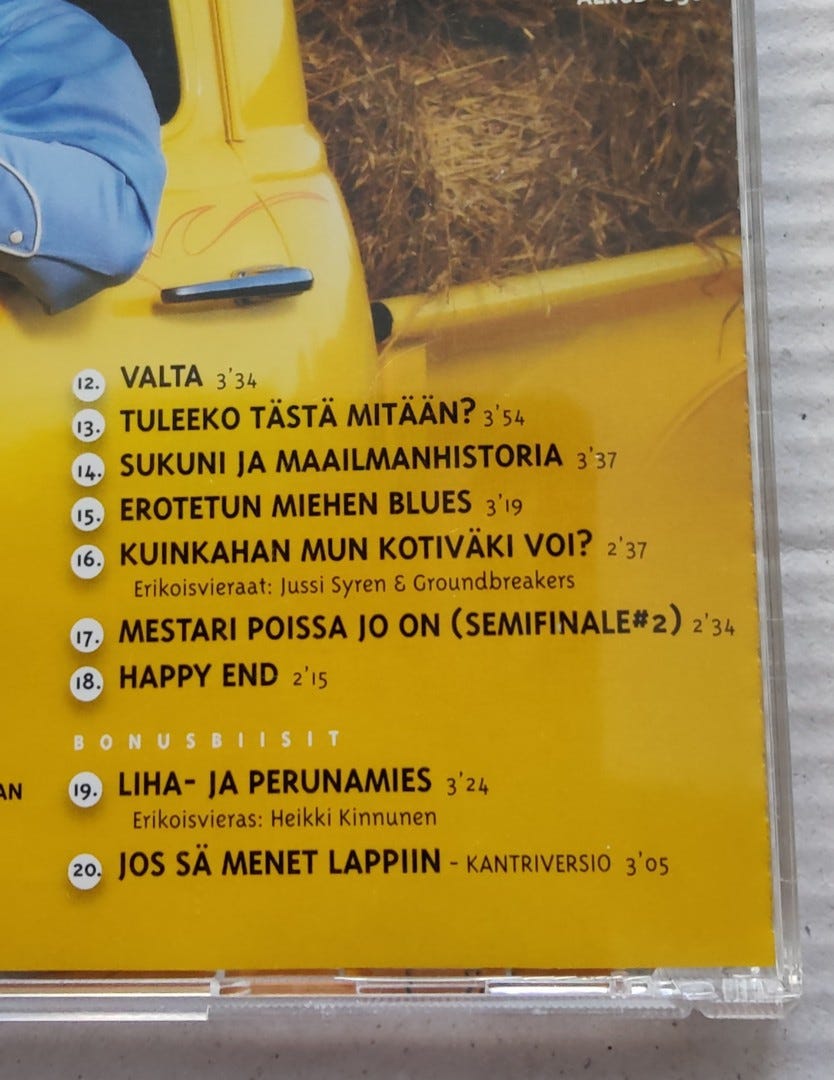 12. VALTA 3'34
13. TULEEKO TÄSTÄ MITÄÄN? 3'54
14. SUKUNI JA MAAILMANHISTORIA 3'37
15. EROTETUN MIEHEN BLUES 3'19
16. KUINKAHAN MUN KOTIVÄKI VOI? 2'37
Erikoisvieraat: Jussi Syren & Groundbreakers
17. MESTARI POISSA JO ON (SEMIFINALE#2) 2'34
18. HAPPY END 2'15
BONUSBIISIT
19. LIHA- JA PERUNAMIES 3'24
Erikoisvieras: Heikki Kinnunen
20. JOS SÄ MENET LAPPIIN - KANTRIVERSIO 3'05